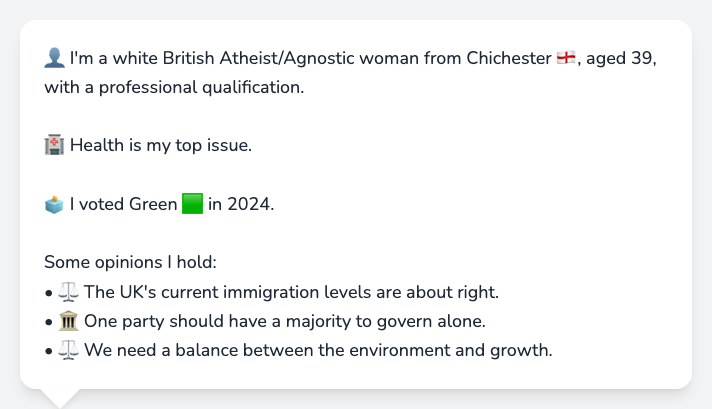 👤 I'm a white British Atheist/Agnostic woman from Chichester 🏴󠁧󠁢󠁥󠁮󠁧󠁿, aged 39,
with a professional qualification.
🏥 Health is my top issue.
🗳️ I voted Green 🟩 in 2024.
Some opinions I hold:
• ⚖️ The UK's current immigration levels are about right.
• 🏛️ One party should have a majority to govern alone.
• ⚖️ We need a balance between the environment and growth.